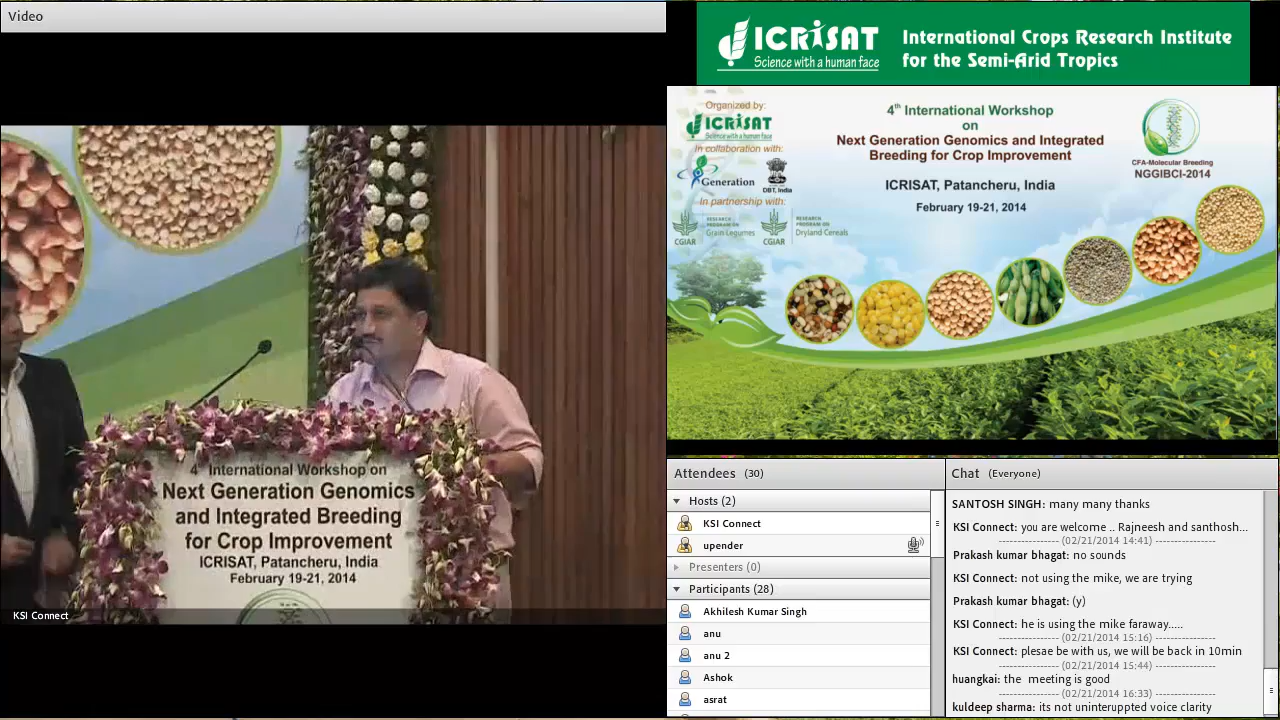 Video
4 International Workshop on
Next Generation Genomics
and Integrated Breeding
for Crop Improvement
ICRISAT, Patancheru, India
February 19-21, 2014
KSI Connect
ICRISAT
Science with a human face
International Crops Research Institute
for the Semi-Arid Tropics
Organized by:
ICRISAT
Science with a human face
In collaboration with:
Generation
DBT, India
In partnership with:
CGIAR
RESEARCH
PROGRAM ON
Grain Legumes
CGIAR
RESEARCH
PROGRAM ON
Dryland Cereals
4th International Workshop
on
Next Generation Genomics and Integrated
Breeding for Crop Improvement
ICRISAT, Patancheru, India
February 19-21, 2014
CFA-Molecular Breeding
NGGIBCI-2014
Attendees (30)
Hosts (2)
KSI Connect
upender
Presenters (0)
Participants (28)
Akhilesh Kumar Singh
anu
anu 2
Ashok
asrat
Chat (Everyone)
SANTOSH SINGH: many many thanks
KSI Connect: you are welcome .. Rajneesh and santhosh...
---------------- (02/21/2014 14:41) ----------------
Prakash kumar bhagat: no sounds
KSI Connect: not using the mike, we are trying
Prakash kumar bhagat: (y)
KSI Connect: he is using the mike faraway.....
---------------- (02/21/2014 15:16) ----------------
KSI Connect: plesae be with us, we will be back in 10min
---------------- (02/21/2014 15:44) ----------------
huangkai: the meeting is good
---------------- (02/21/2014 16:33) ----------------
kuldeep sharma: its not uninteruppted voice clarity